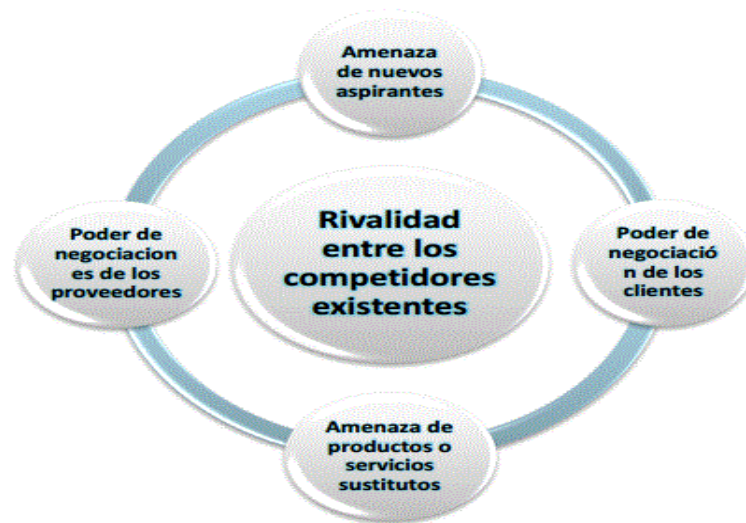 Amenaza
de nuevos
aspirantes
Poder de
negociacion
es de los
proveedores
Rivalidad
entre los
competidores
existentes
Poder de
negociació
n de los
clientes
Amenaza de
productos o
servicios
sustitutos